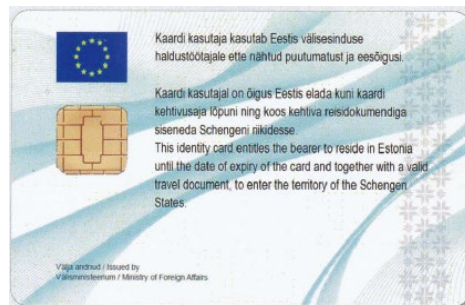 Kaardi kasutaja kasutab Eestis välisesinduse
haldustöötajale ette nähtud puutumatust ja eesõigusi.
Kaardi kasutajal on õigus Eestis elada kuni kaardi
kehtivusaja lõpuni ning koos kehtiva reisidokumendiga
siseneda Schengeni riikidesse.
This identity card entitles the bearer to reside in Estonia
until the date of expiry of the card and together with a valid
travel document, to enter the territory of the Schengen
States.
Välja andnud / Issued by
Välisministeerium / Ministry of Foreign Affairs